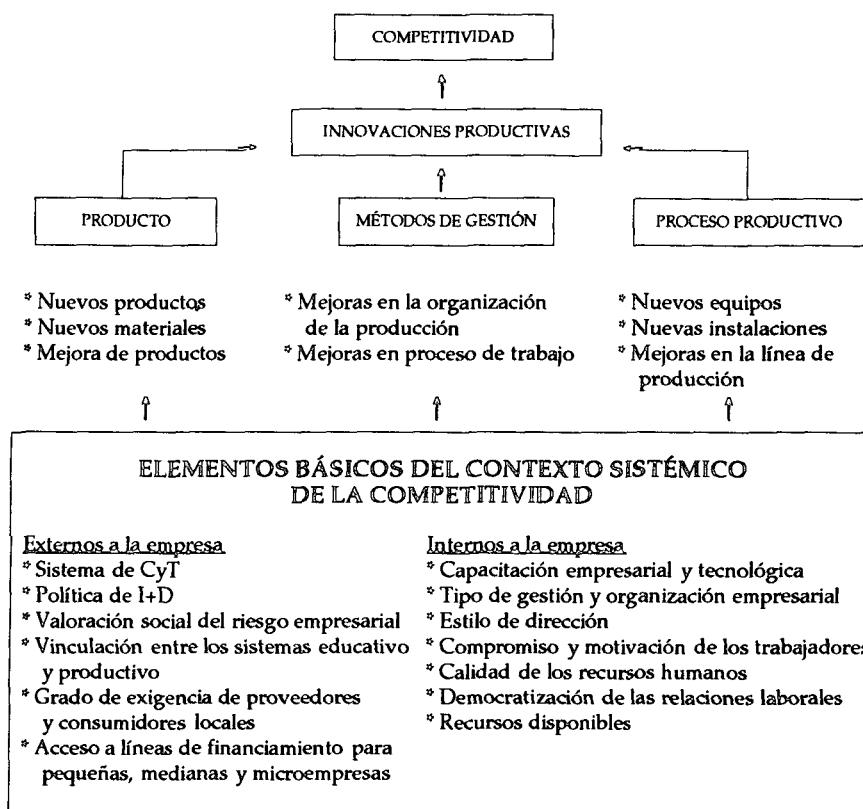 COMPETITIVIDAD
INNOVACIONES PRODUCTIVAS
PRODUCTO
MÉTODOS DE GESTIÓN
PROCESO PRODUCTIVO
* Nuevos productos
* Nuevos materiales
* Mejora de productos
* Mejoras en la organización
de la producción
* Mejoras en proceso de trabajo
* Nuevos equipos
* Nuevas instalaciones
* Mejoras en la línea de
producción
ELEMENTOS BÁSICOS DEL CONTEXTO SISTÉMICO
DE LA COMPETITIVIDAD
Externos a la empresa
* Sistema de CyT
* Política de I+D
* Valoración social del riesgo empresarial
* Vinculación entre los sistemas educativo
y productivo
* Grado de exigencia de proveedores
y consumidores locales
* Acceso a líneas de financiamiento para
pequeñas, medianas y microempresas
Internos a la empresa
* Capacitación empresarial y tecnológica
* Tipo de gestión y organización empresarial
* Estilo de dirección
* Compromiso y motivación de los trabajadores
* Calidad de los recursos humanos
* Democratización de las relaciones laborales
* Recursos disponibles